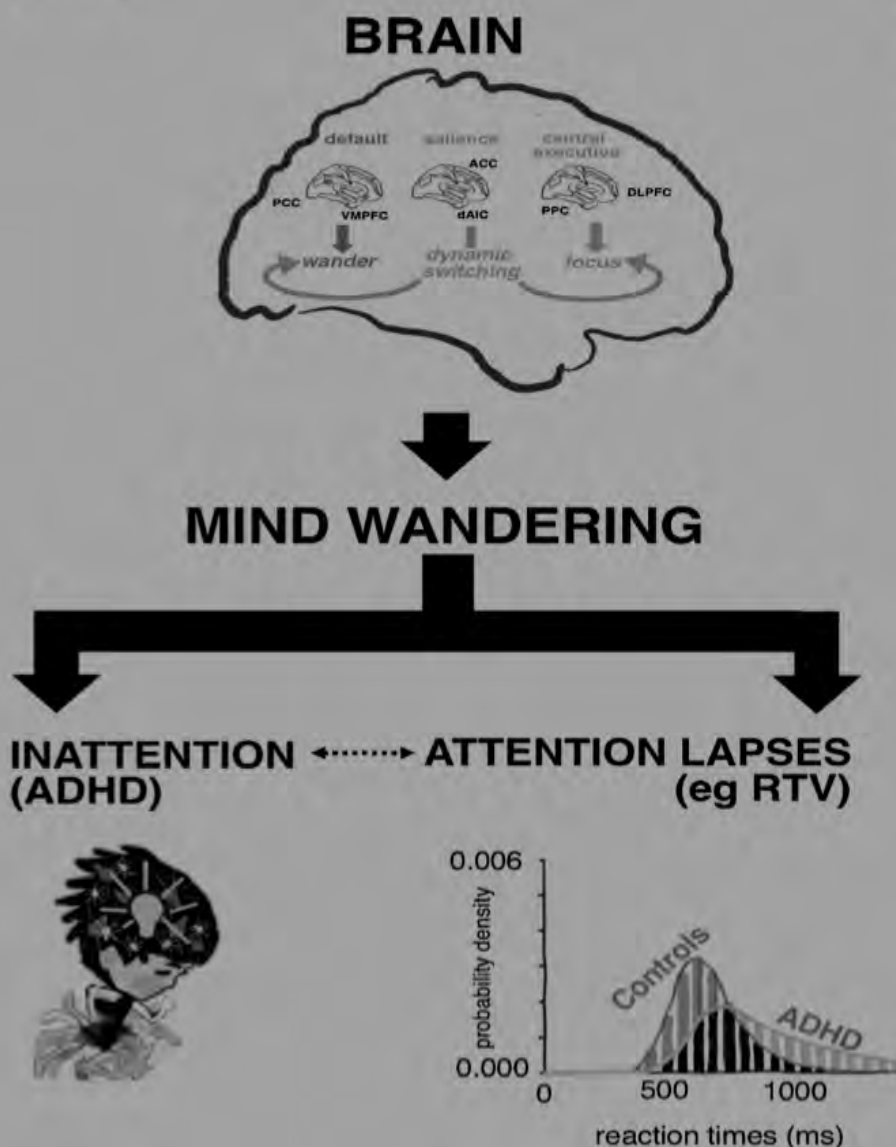 BRAIN
default salience central
executive
ACC
PCC DLPFC
VMPFC dAIC PPC
wander dynamic focus
switching
MIND WANDERING
INATTENTION ATTENTION LAPSES
(ADHD) (eg RTV)
0.006
probability density
Controls
ADHD
0.000
0 500 1000
reaction times (ms)